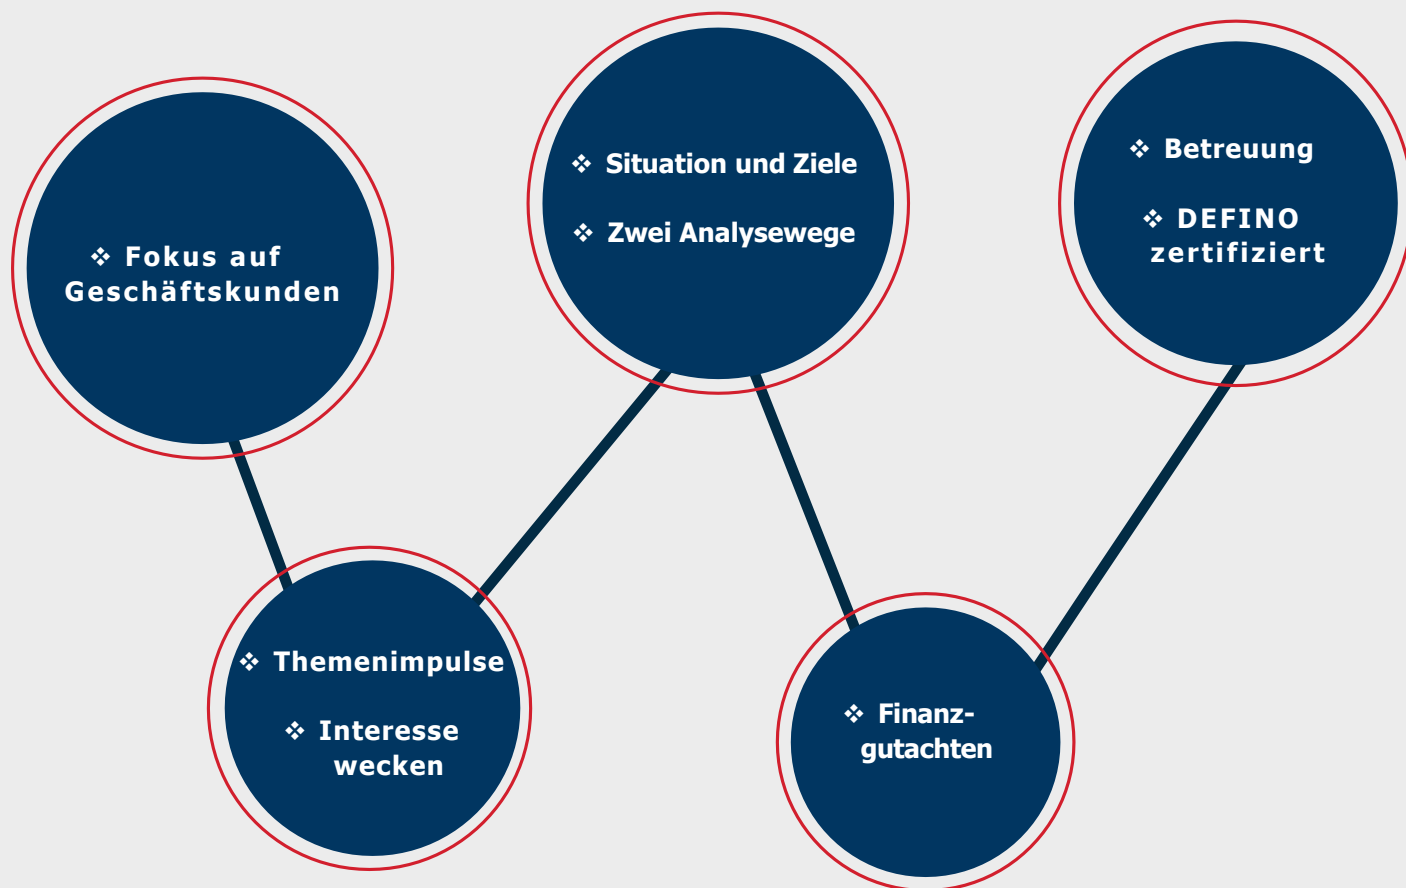 ❖ Fokus auf
Geschäftskunden
❖ Themenimpulse
❖ Interesse
wecken
❖ Situation und Ziele
❖ Zwei Analysewege
❖ Finanz-
gutachten
❖ Betreuung
❖ DEFINO
zertifiziert